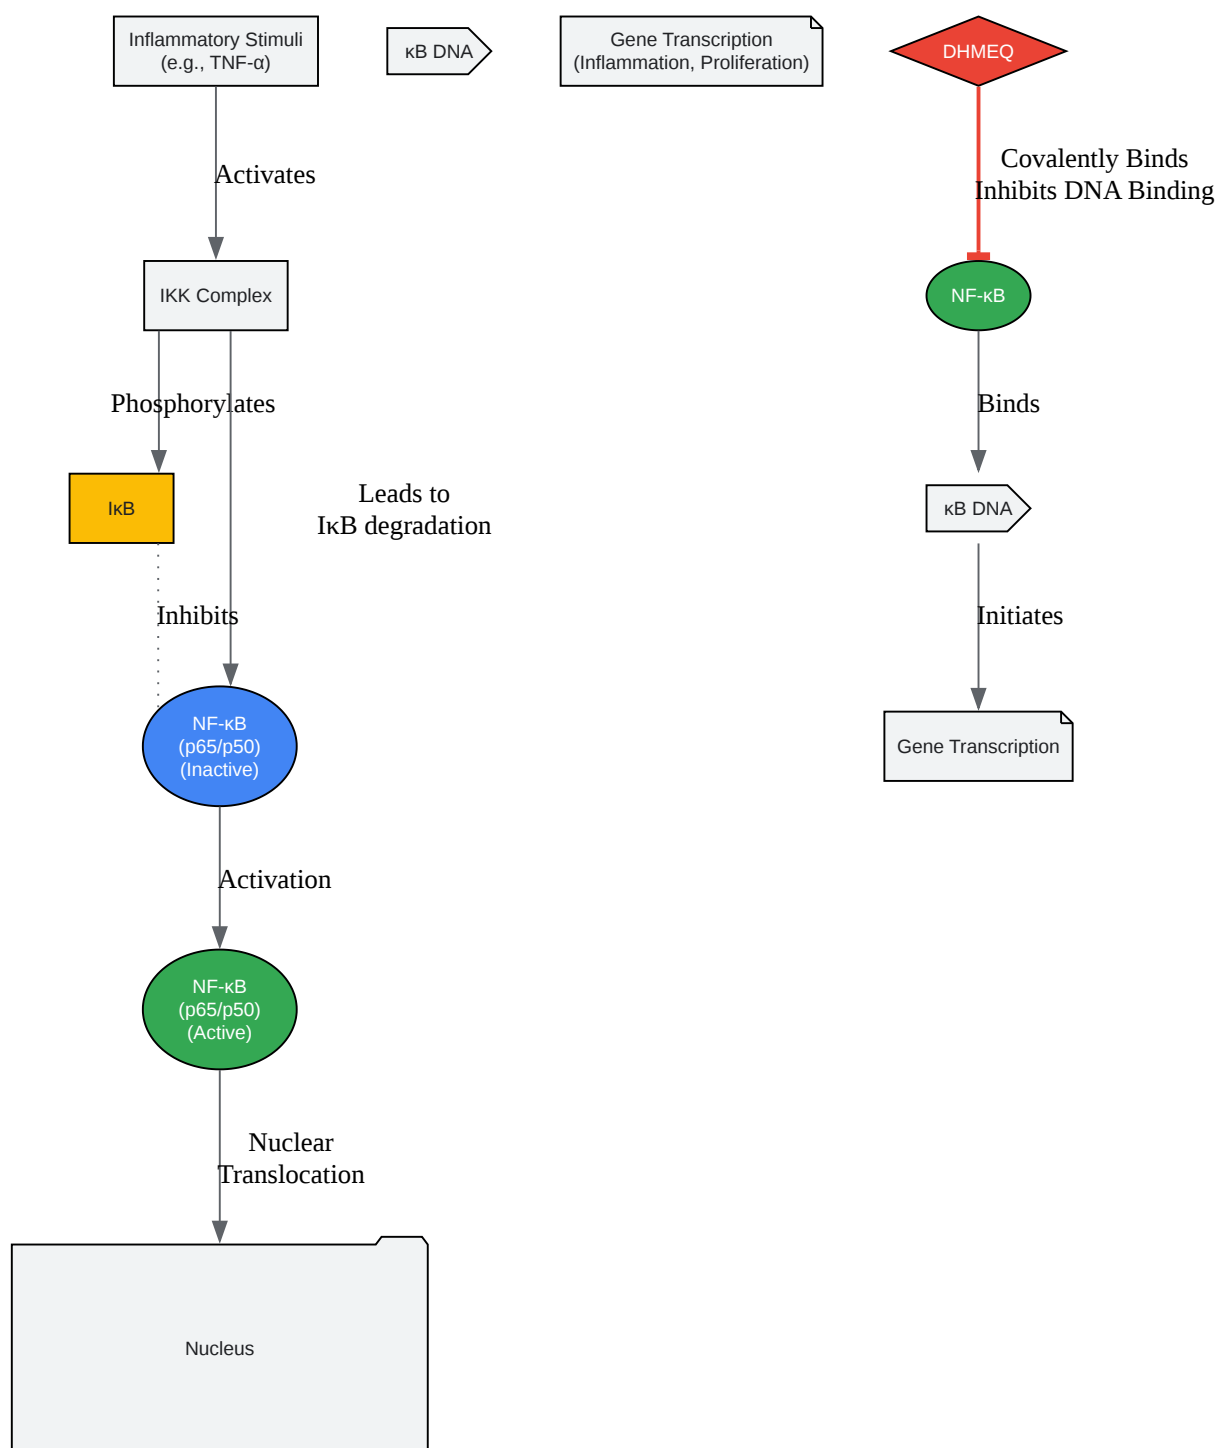 Inflammatory Stimuli
(e.g., TNF-α)
κB DNA
Gene Transcription
(Inflammation, Proliferation)
DHMEQ
Activates
Covalently Binds
Inhibits DNA Binding
IKK Complex
NF-κB
Phosphorylates
Binds
Leads to
IκB degradation
IκB
κB DNA
Inhibits
Initiates
NF-κB
(p65/p50)
(Inactive)
Gene Transcription
Activation
NF-κB
(p65/p50)
(Active)
Nuclear
Translocation
Nucleus